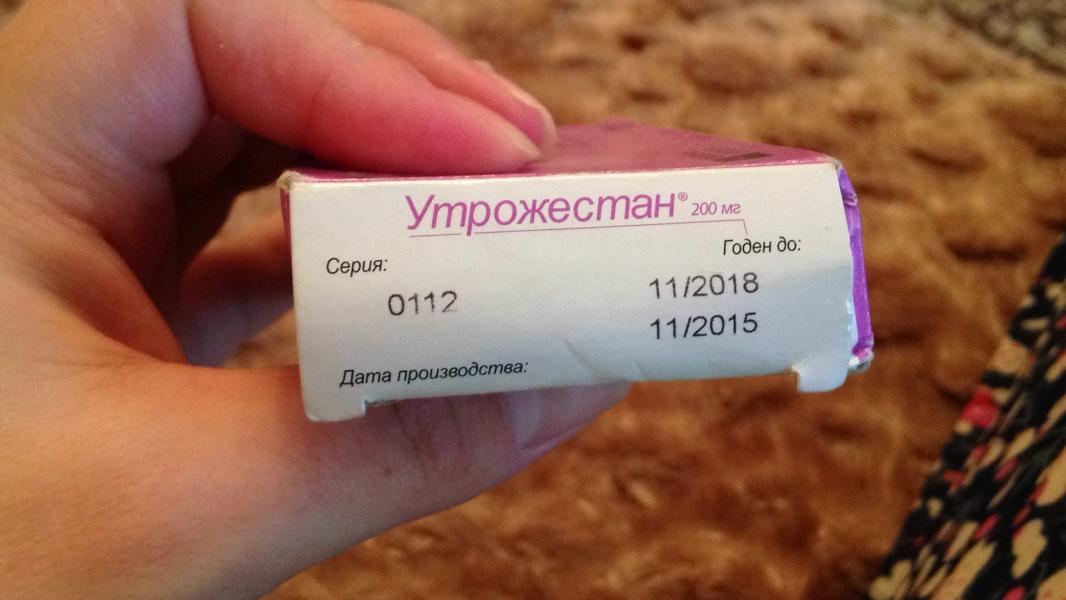 Утрожестан® 200 мг
Серия: Годен до:
0112 11/2018
11/2015
Дата производства: